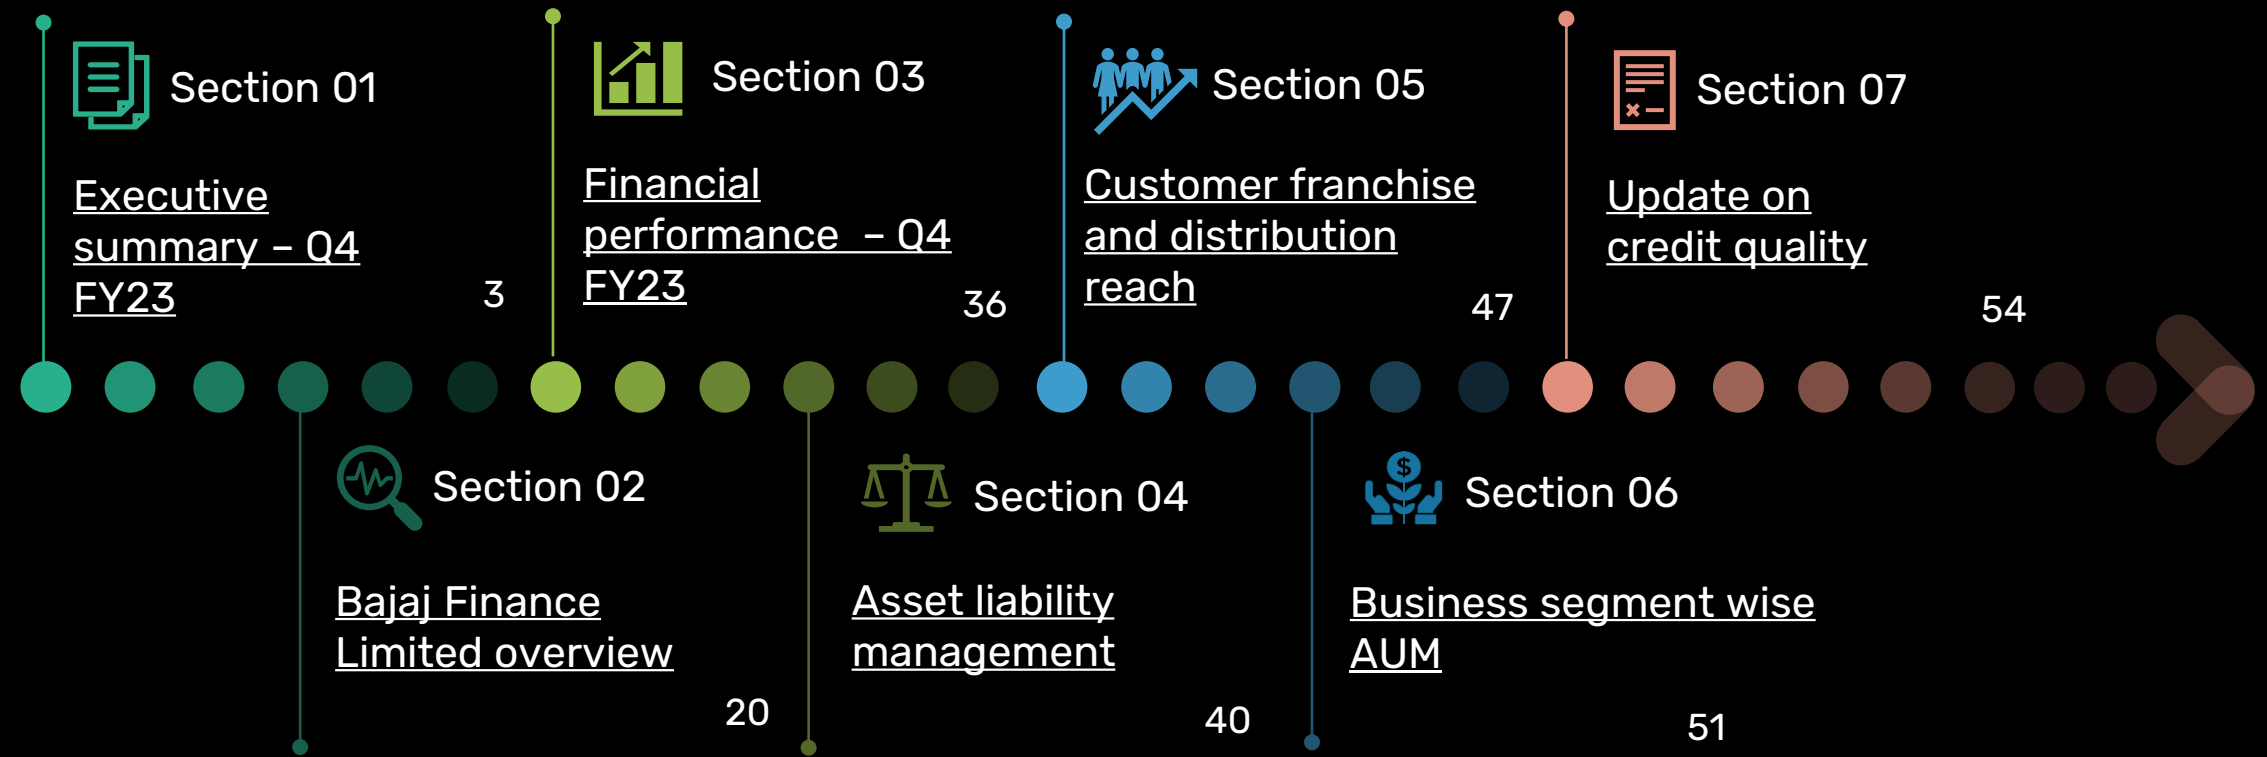 Section 01
Executive
summary – Q4
FY23
3
Section 02
Bajaj Finance
Limited overview
20
Section 03
Financial
performance  – Q4
FY23
36
Section 04
Asset liability
management
40
Section 05
Customer franchise
and distribution
reach
47
$
Section 06
Business segment wise
AUM
51
Section 07
Update on
credit quality
54